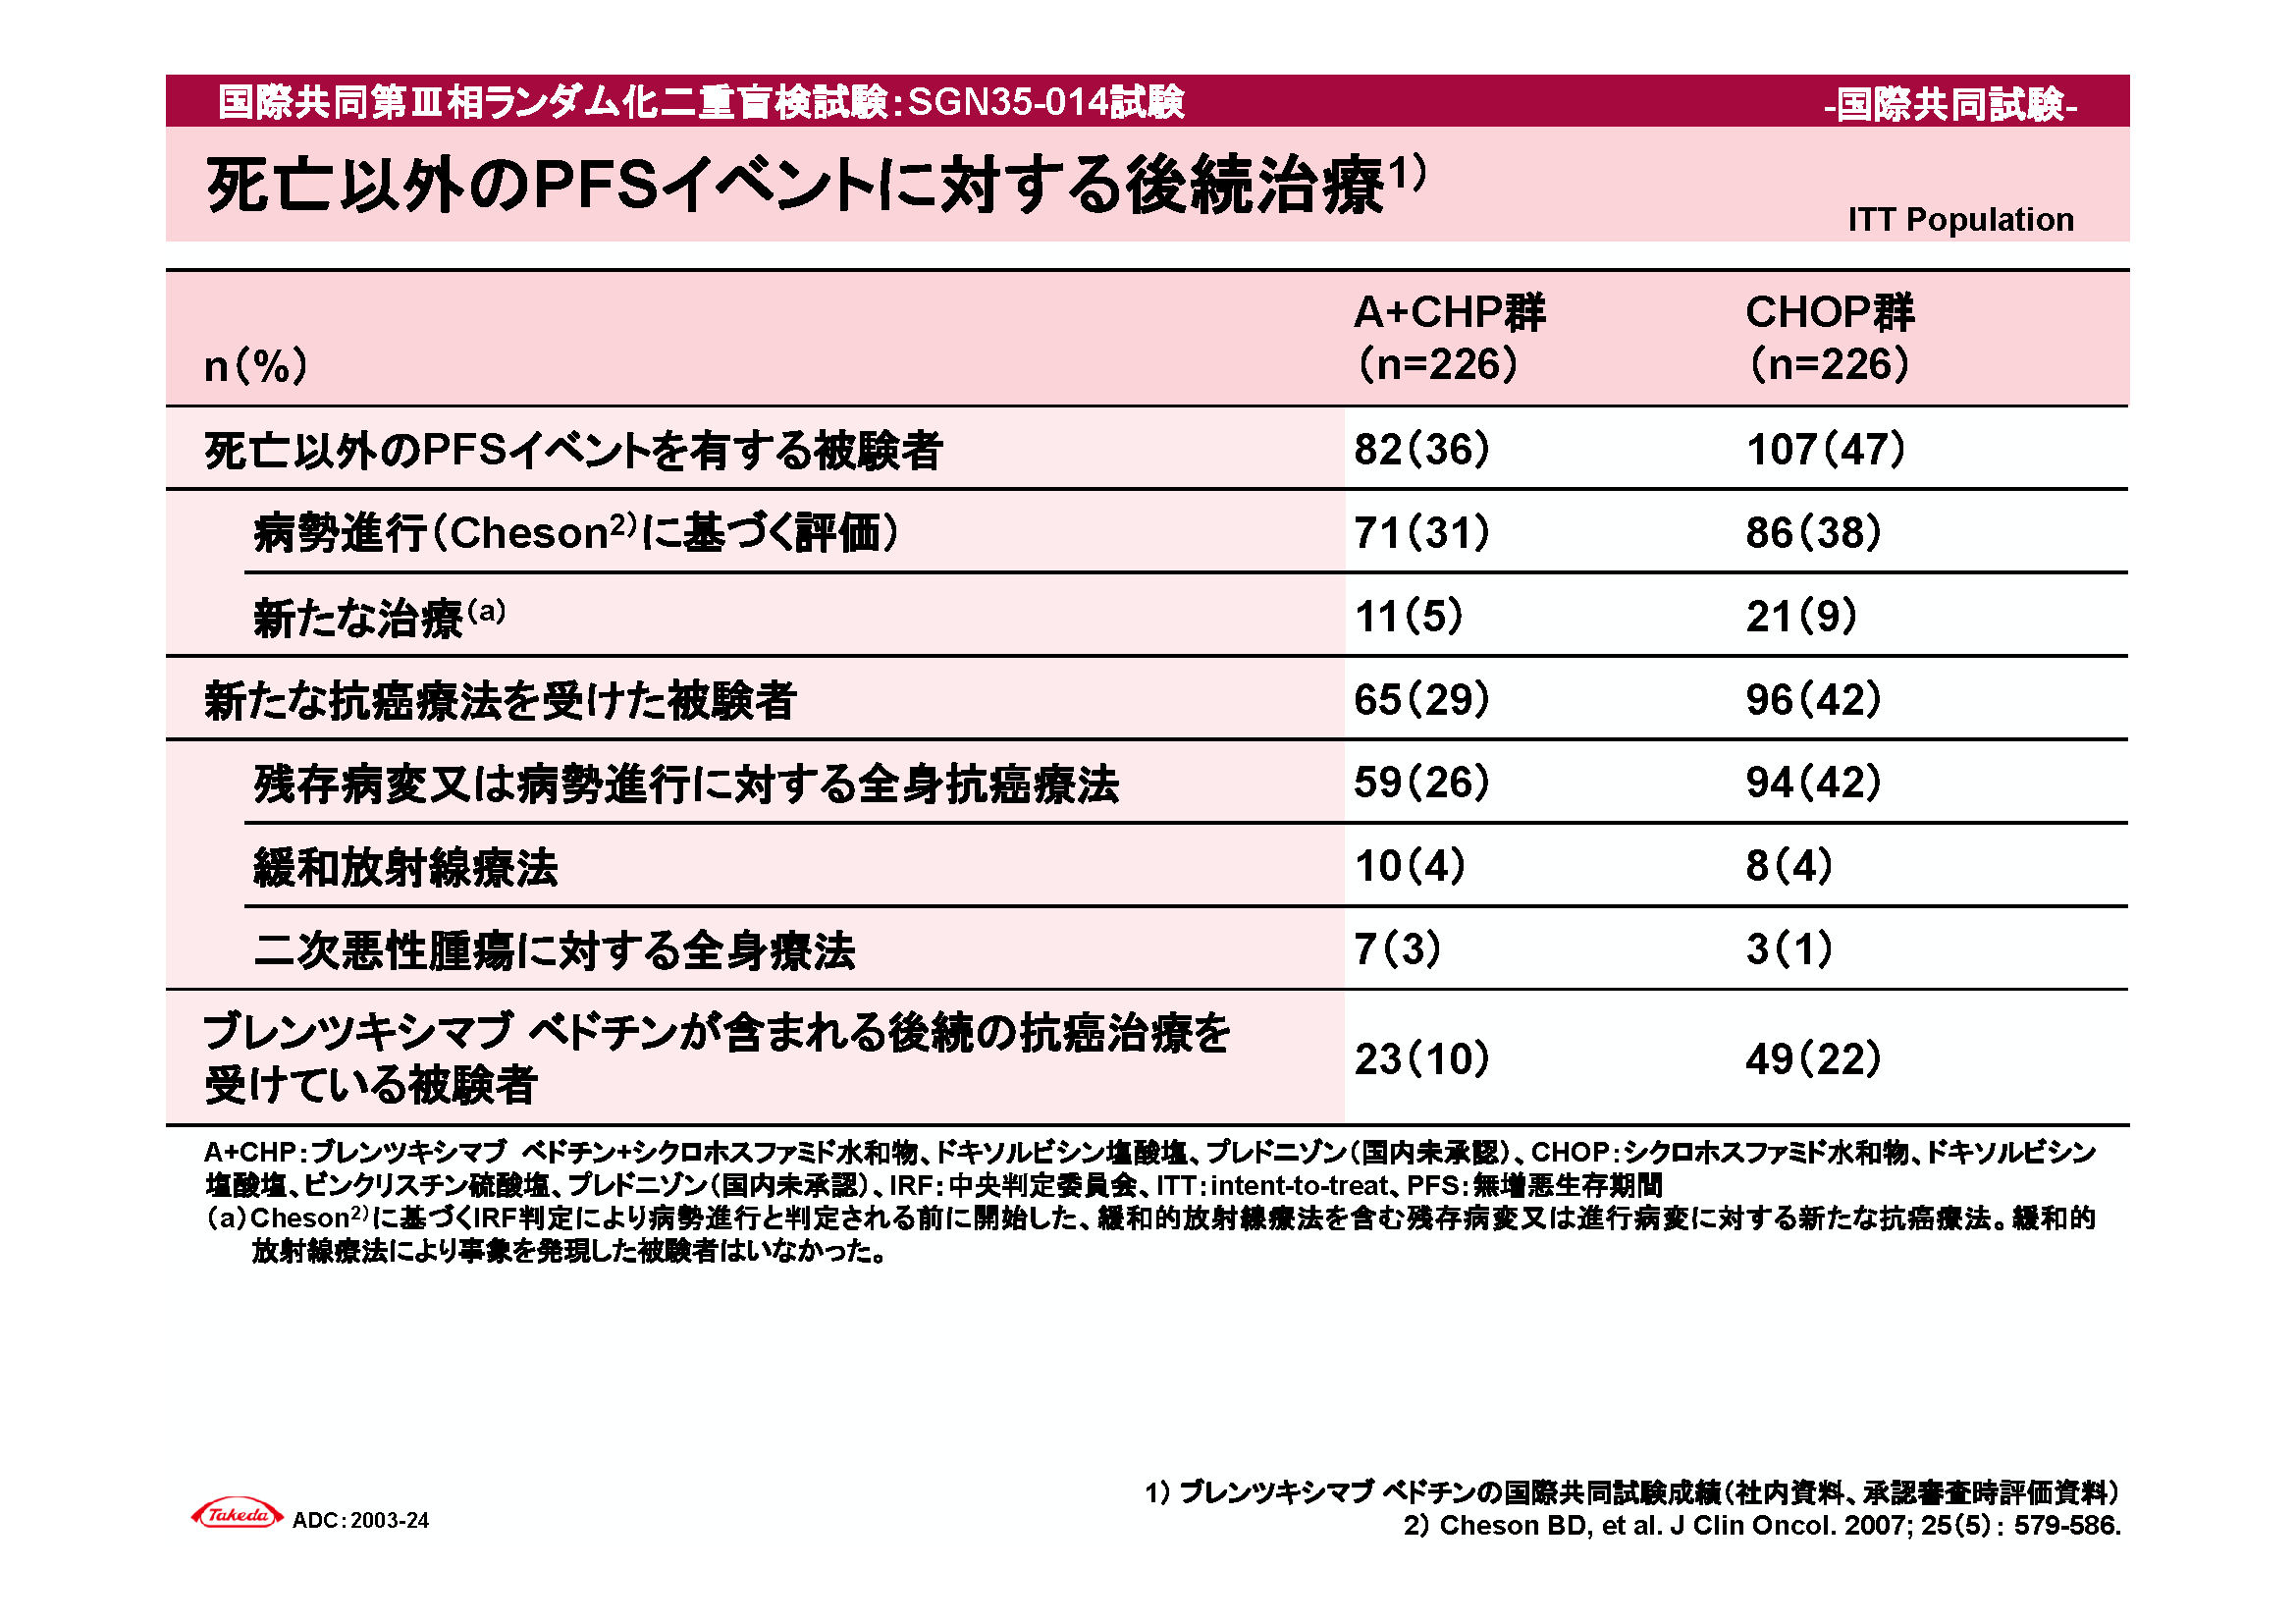 国際共同第Ⅲ相ランダム化二重盲検試験：SGN35-014試験 -国際共同試験-
死亡以外のPFSイベントに対する後続治療1）
ITT Population
A+CHP群 CHOP群
n（%） （n=226） （n=226）
死亡以外のPFSイベントを有する被験者 82（36） 107（47）
病勢進行（Cheson2）に基づく評価） 71（31） 86（38）
新たな治療（a） 11（5） 21（9）
新たな抗癌療法を受けた被験者 65（29） 96（42）
残存病変又は病勢進行に対する全身抗癌療法 59（26） 94（42）
緩和放射線療法 10（4） 8（4）
二次悪性腫瘍に対する全身療法 7（3） 3（1）
ブレンツキシマブ ベドチンが含まれる後続の抗癌治療を
受けている被験者 23（10） 49（22）
A+CHP：ブレンツキシマブ ベドチン+シクロホスファミド水和物、ドキソルビシン塩酸塩、プレドニゾン（国内未承認）、CHOP：シクロホスファミド水和物、ドキソルビシン
塩酸塩、ビンクリスチン硫酸塩、プレドニゾン（国内未承認）、IRF：中央判定委員会、ITT：intent-to-treat、PFS：無増悪生存期間
（a）Cheson2）に基づくIRF判定により病勢進行と判定される前に開始した、緩和的放射線療法を含む残存病変又は進行病変に対する新たな抗癌療法。緩和的
放射線療法により事象を発現した被験者はいなかった。
1） ブレンツキシマブ ベドチンの国際共同試験成績（社内資料、承認審査時評価資料）
Takeda ADC：2003-24
2） Cheson BD, et al. J Clin Oncol. 2007; 25（5）： 579-586.